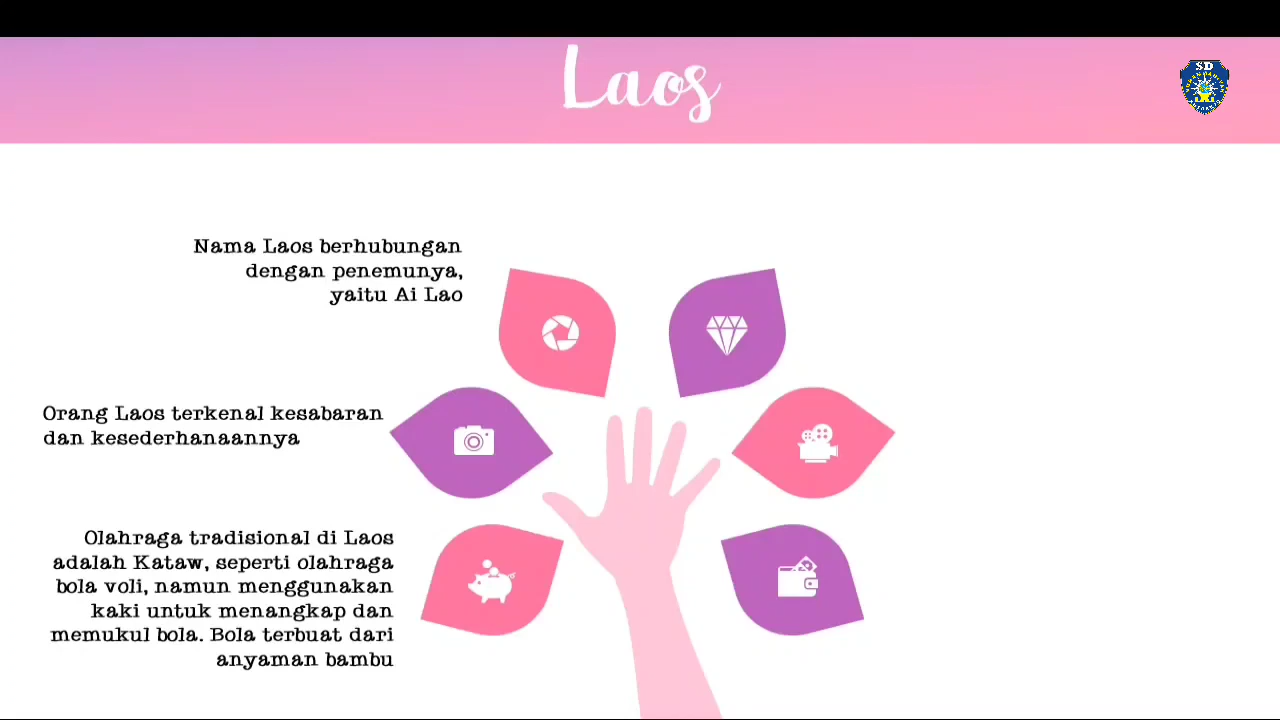 Laos
SD
Nama Laos berhubungan
dengan penemunya,
yaitu Ai Lao
Orang Laos terkenal kesabaran
dan kesederhanaannya
Olahraga tradisional di Laos
adalah Kataw, seperti olahraga
bola voli, namun menggunakan
kaki untuk menangkap dan
memukul bola. Bola terbuat dari
anyaman bambu